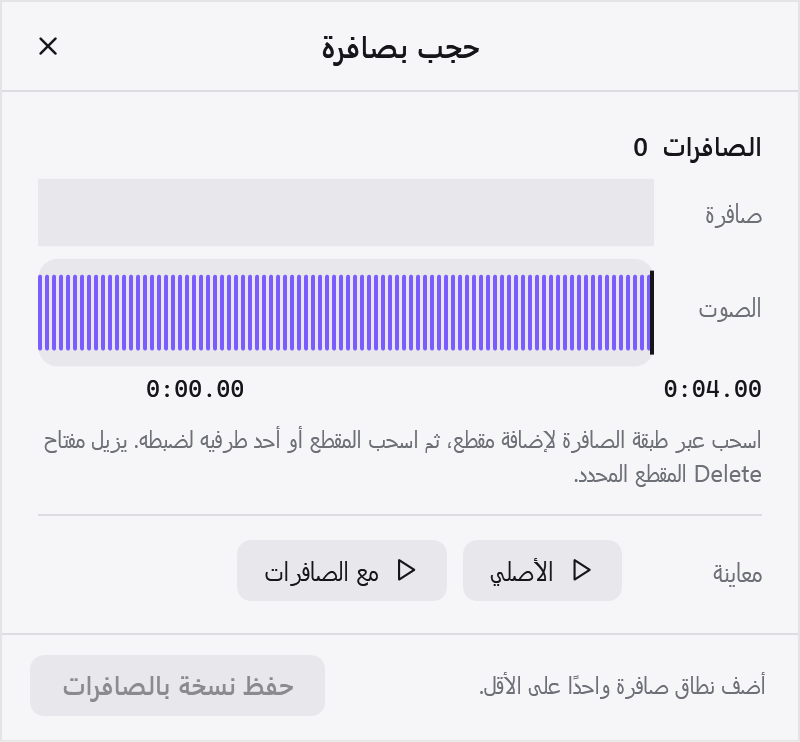 حجب بصافرة
الصافرات 0
صافرة
الصوت
0:04.00 0:00.00
اسحب عبر طبقة الصافرة لإضافة مقطع، ثم اسحب المقطع أو أحد طرفيه لضبطه. يزيل مفتاح
Delete المقطع المحدد.
معاينة الأصلي مع الصافرات
أضف نطاق صافرة واحدًا على الأقل. حفظ نسخة بالصافرات